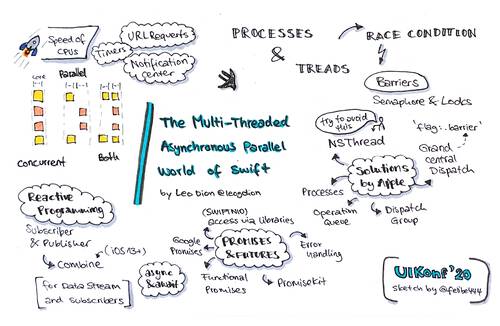 Speed of
CPUs
Timers
URL Requests
Notification
center
PROCESSES
&
TREADS
RACE CONDITION
Barriers
Semaphore & Locks
Core
Parallel
Concurrent
Both
The Multi-Threaded
Asynchronous Parallel
World of Swift
by Leo Dion @leogdion
try to avoid
this
NSThread
'flag: .barrier'
Grand
central
Dispatch
Solutions
by Apple
Processes
Operation
Queue
Dispatch
Group
Reactive
Programming
Subscriber
& Publisher
Combine
(iOS 13+)
for Data Stream
and Subscribers
async
& await
(SWIFTNIO)
access via Libraries
Google
Promises
PROMISES
& FUTURES
Error
Handling
Functional
Promises
PromiseKit
UIKonf'20
sketch by @felibe444